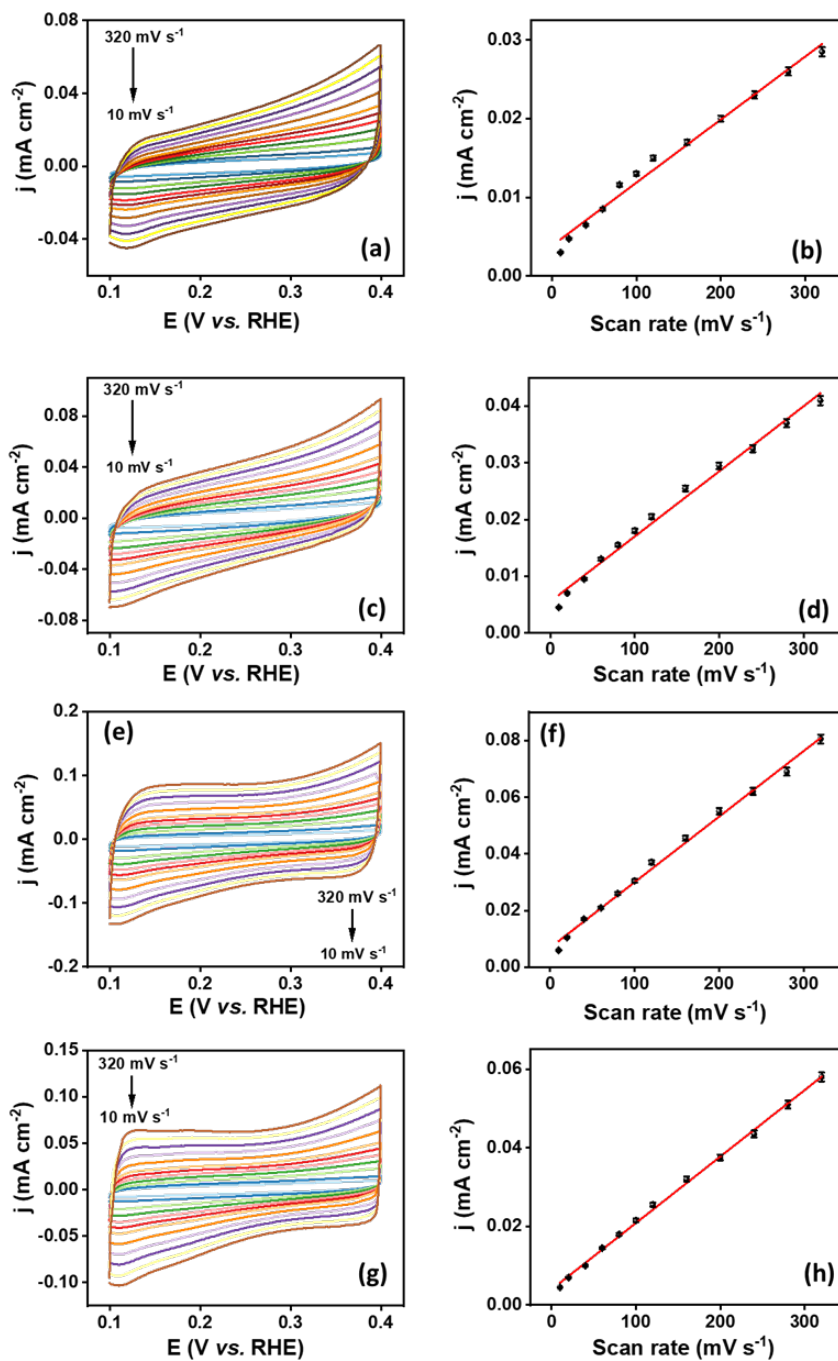 0.08
0.04
0.00
-0.04
j (mA cm⁻²)
320 mV s⁻¹
10 mV s⁻¹
(a)
0.1 0.2 0.3 0.4
E (V vs. RHE)
0.03
0.02
0.01
0.00
j (mA cm⁻²)
(b)
0 100 200 300
Scan rate (mV s⁻¹)
0.08
0.04
0.00
-0.04
-0.08
j (mA cm⁻²)
320 mV s⁻¹
10 mV s⁻¹
(c)
0.1 0.2 0.3 0.4
E (V vs. RHE)
0.04
0.03
0.02
0.01
0.00
j (mA cm⁻²)
(d)
0 100 200 300
Scan rate (mV s⁻¹)
0.2
0.1
0.0
-0.1
-0.2
j (mA cm⁻²)
(e)
320 mV s⁻¹
10 mV s⁻¹
0.1 0.2 0.3 0.4
E (V vs. RHE)
0.08
0.06
0.04
0.02
0.00
j (mA cm⁻²)
(f)
0 100 200 300
Scan rate (mV s⁻¹)
0.15
0.10
0.05
0.00
-0.05
-0.10
j (mA cm⁻²)
320 mV s⁻¹
10 mV s⁻¹
(g)
0.1 0.2 0.3 0.4
E (V vs. RHE)
0.06
0.04
0.02
0.00
j (mA cm⁻²)
(h)
0 100 200 300
Scan rate (mV s⁻¹)